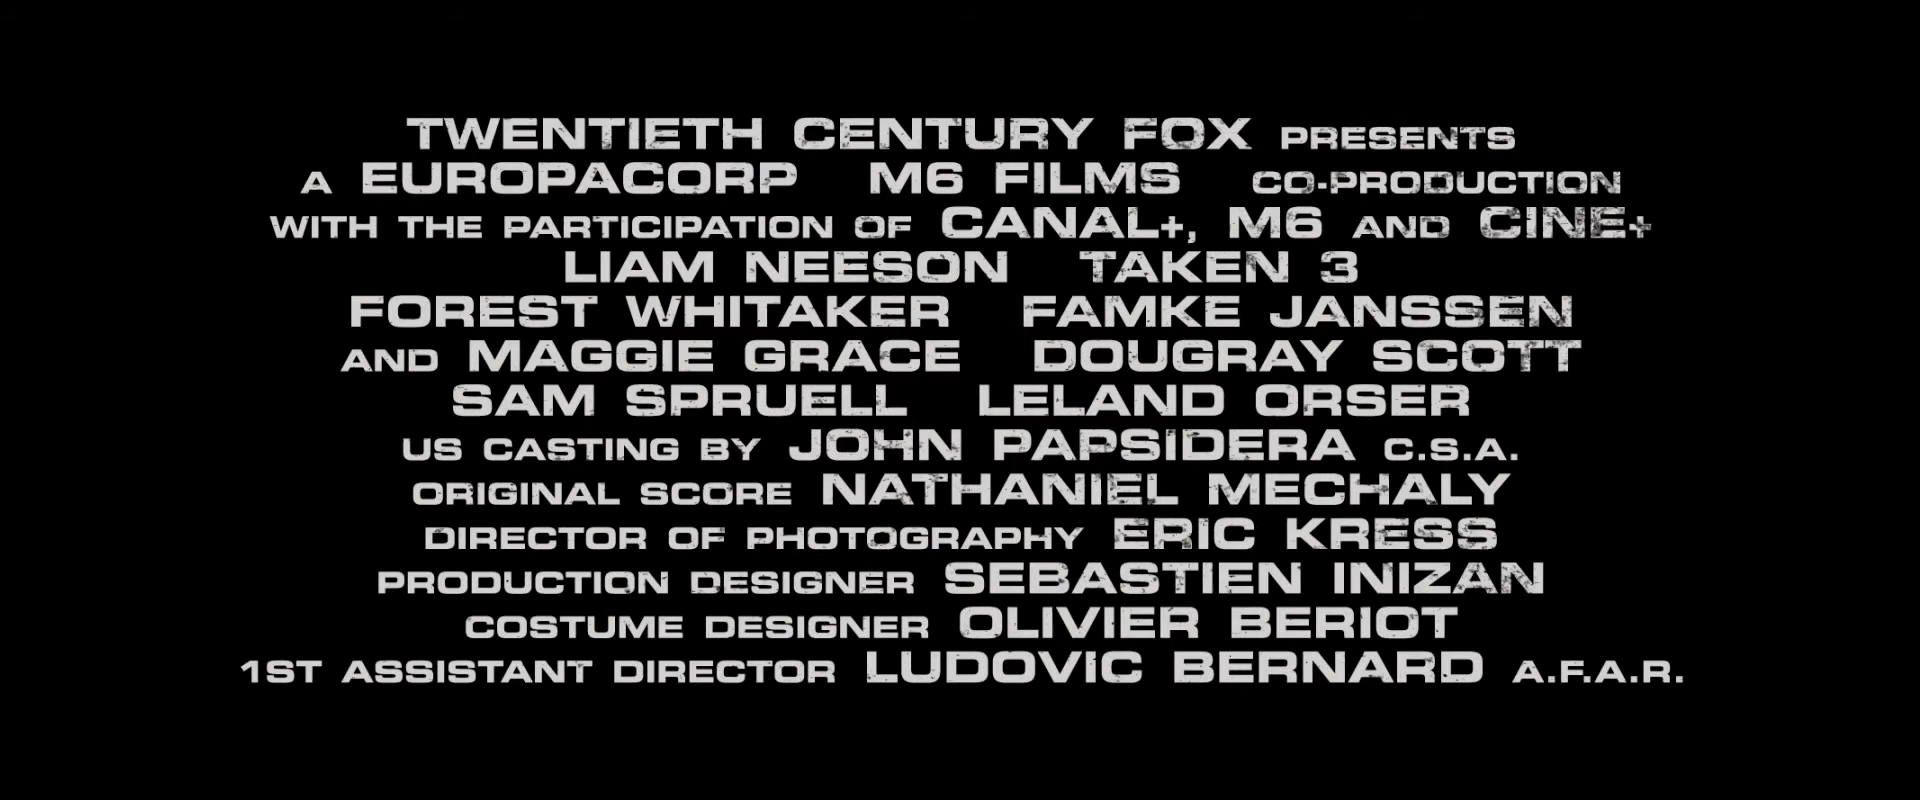 TWENTIETH CENTURY FOX PRESENTS
A EUROPACORP M6 FILMS CO-PRODUCTION
WITH THE PARTICIPATION OF CANAL+, M6 AND CINE+
LIAM NEESON TAKEN 3
FOREST WHITAKER FAMKE JANSSEN
AND MAGGIE GRACE DOUGRAY SCOTT
SAM SPRUELL LELAND ORSER
US CASTING BY JOHN PAPSIDERA C.S.A.
ORIGINAL SCORE NATHANIEL MECHALY
DIRECTOR OF PHOTOGRAPHY ERIC KRESS
PRODUCTION DESIGNER SEBASTIEN INIZAN
COSTUME DESIGNER OLIVIER BERIOT
1ST ASSISTANT DIRECTOR LUDOVIC BERNARD A.F.A.R.